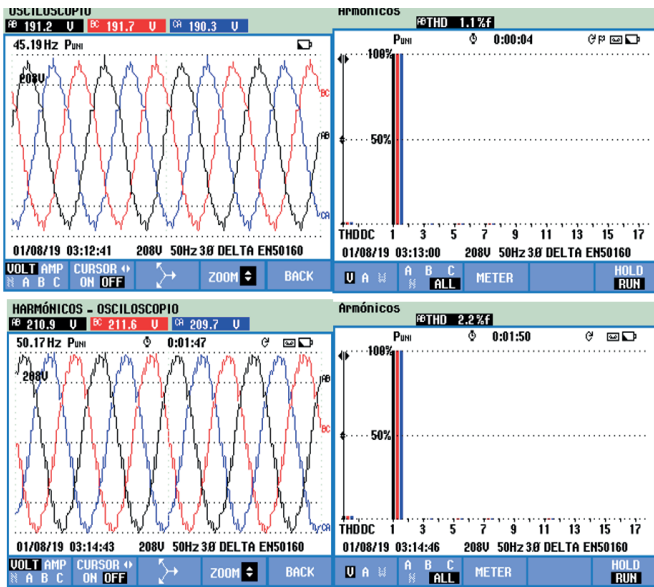 OSCILOSCOPIO
AB 191.2 V BC 191.7 V CA 190.3 V
45.19 Hz PUNI
208V
BC
AB
CA
01/08/19 03:12:41 208V 50Hz 3Ø DELTA EN50160
VOLT AMP CURSOR ZOOM BACK
N A B C ON OFF
Armónicos
AB THD 1.1 %f
PUNI 0:00:04
100%
50%
THDDC 1 3 5 7 9 11 13 15 17
01/08/19 03:13:00 208V 50Hz 3Ø DELTA EN50160
V A W A B C METER HOLD
N ALL RUN
HARMÓNICOS - OSCILOSCOPIO
AB 210.9 V BC 211.6 V CA 209.7 V
50.17 Hz PUNI 0:01:47
208V
AB
BC
CA
01/08/19 03:14:43 208V 50Hz 3Ø DELTA EN50160
VOLT AMP CURSOR ZOOM BACK
N A B C ON OFF
Armónicos
AB THD 2.2 %f
PUNI 0:01:50
100%
50%
THDDC 1 3 5 7 9 11 13 15 17
01/08/19 03:14:46 208V 50Hz 3Ø DELTA EN50160
V A W A B C METER HOLD
N ALL RUN